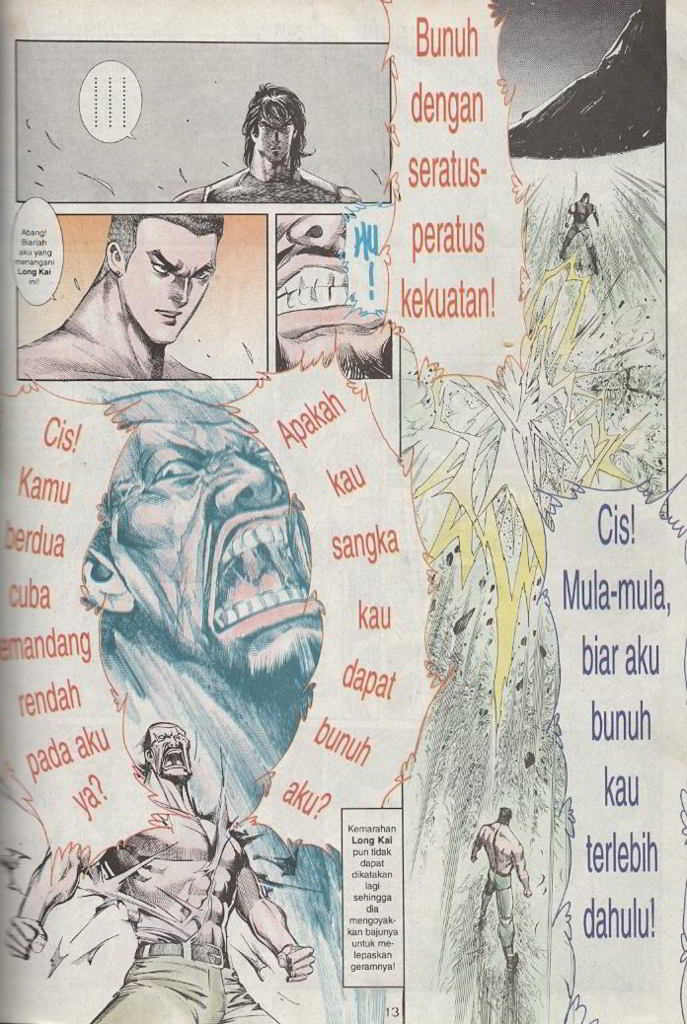 Abang!
Biarlah
aku yang
menangani
Long Kai
ini!
HU
!
Cis!
Kamu
berdua
cuba
memandang
rendah
pada aku
ya?
Apakah
kau
sangka
kau
dapat
bunuh
aku?
Kemarahan
Long Kai
pun tidak
dapat
dikatakan
lagi
sehingga
dia
mengoyak-
kan bajunya
untuk me-
lepaskan
geramnya!
Bunuh
dengan
seratus-
peratus
kekuatan!
Cis!
Mula-mula,
biar aku
bunuh
kau
terlebih
dahulu!
13